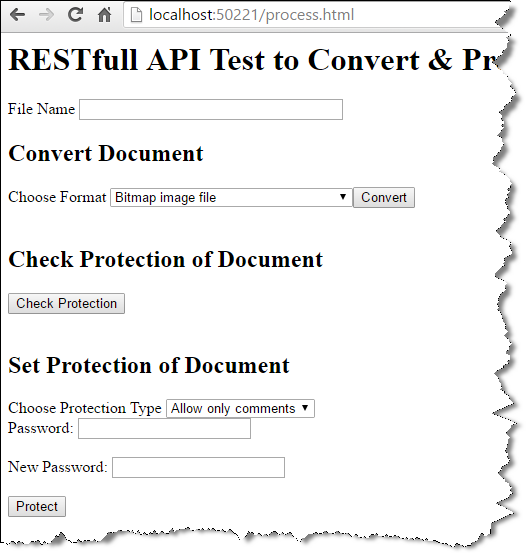 localhost:50221/process.html
RESTfull API Test to Convert &
File Name
Convert Document
Choose Format Bitmap image file Convert
Check Protection of Document
Check Protection
Set Protection of Document
Choose Protection Type Allow only comments
Password:
New Password:
Protect